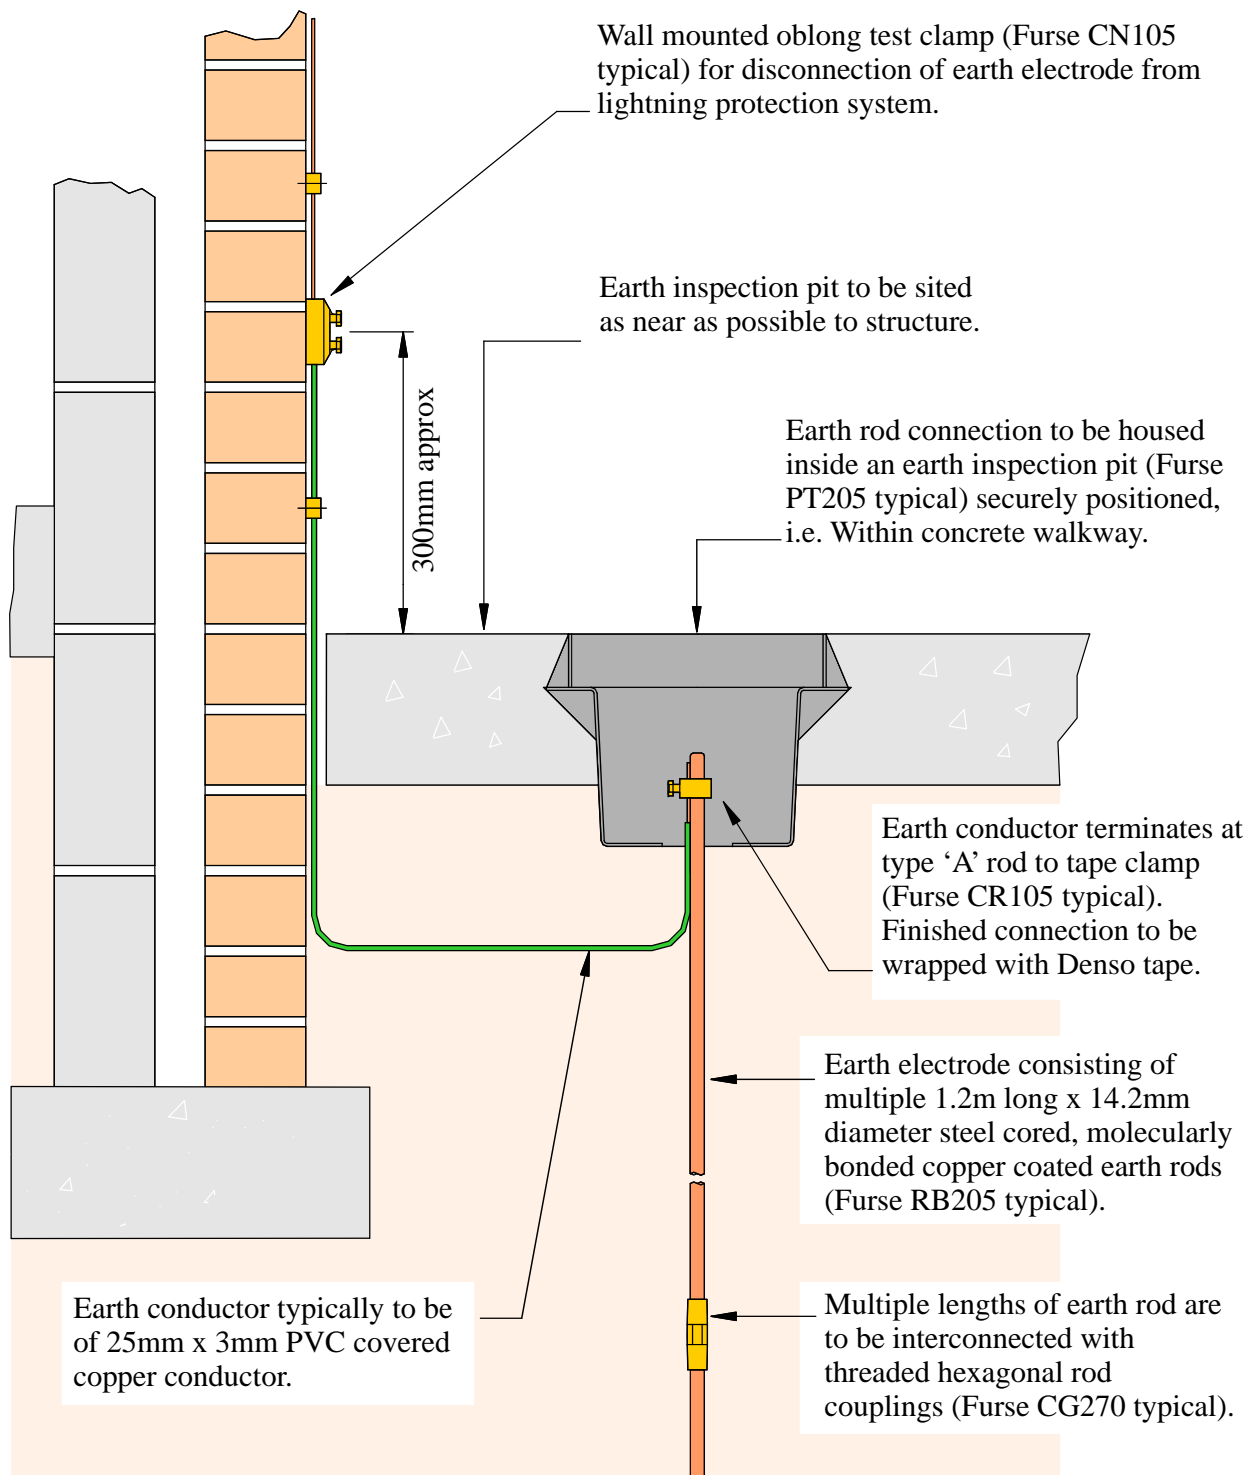 Wall mounted oblong test clamp (Furse CN105
typical) for disconnection of earth electrode from
lightning protection system.
Earth inspection pit to be sited
as near as possible to structure.
300mm approx
Earth rod connection to be housed
inside an earth inspection pit (Furse
PT205 typical) securely positioned,
i.e. Within concrete walkway.
Earth conductor terminates at
type ‘A’ rod to tape clamp
(Furse CR105 typical).
Finished connection to be
wrapped with Denso tape.
Earth electrode consisting of
multiple 1.2m long x 14.2mm
diameter steel cored, molecularly
bonded copper coated earth rods
(Furse RB205 typical).
Earth conductor typically to be
of 25mm x 3mm PVC covered
copper conductor.
Multiple lengths of earth rod are
to be interconnected with
threaded hexagonal rod
couplings (Furse CG270 typical).